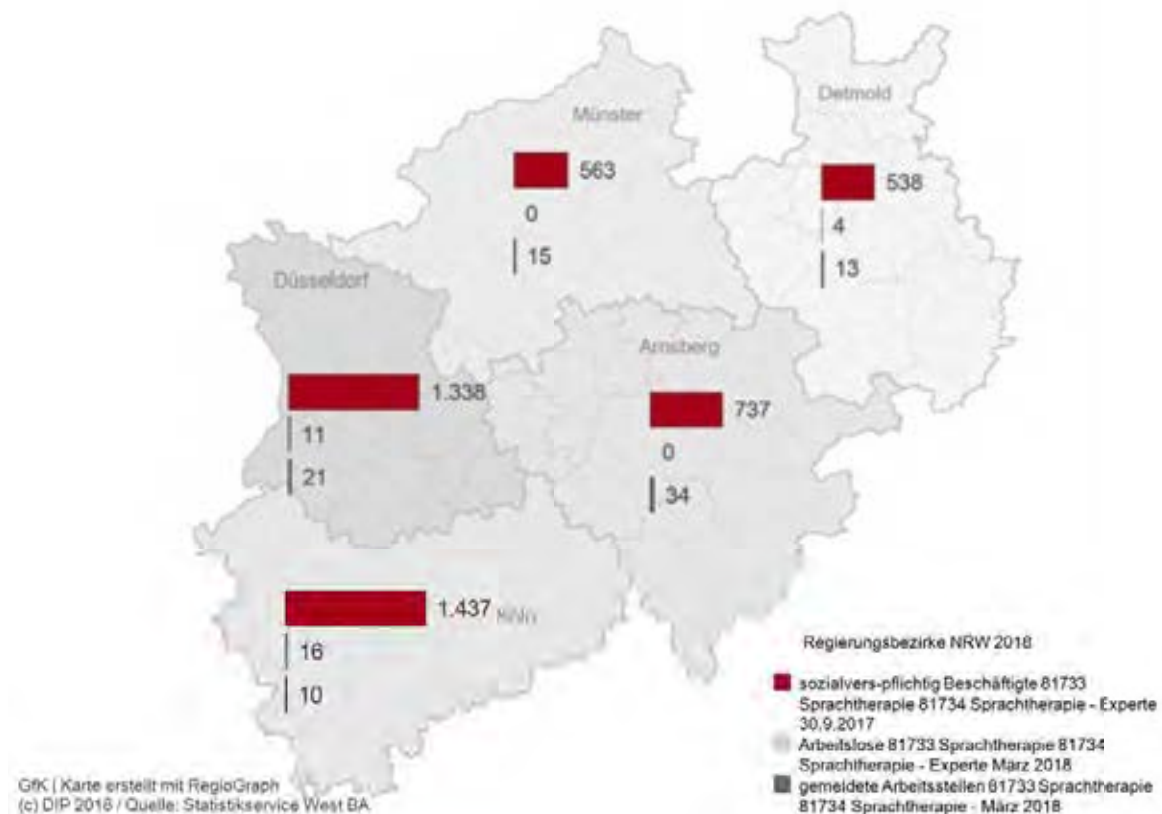 Detmold
Münster
563
0
15
538
4
13
Düsseldorf
Arnsberg
1.338
11
21
737
0
34
1.437 Köln
16
10
Regierungsbezirke NRW 2018
sozialvers-pflichtig Beschäftigte 81733
Sprachtherapie 81734 Sprachtherapie - Experte
30.9.2017
Arbeitslose 81733 Sprachtherapie 81734
Sprachtherapie - Experte März 2018
gemeldete Arbeitsstellen 81733 Sprachtherapie
81734 Sprachtherapie - März 2018
GfK | Karte erstellt mit RegioGraph
(c) DIP 2018 / Quelle: Statistikservice West BA